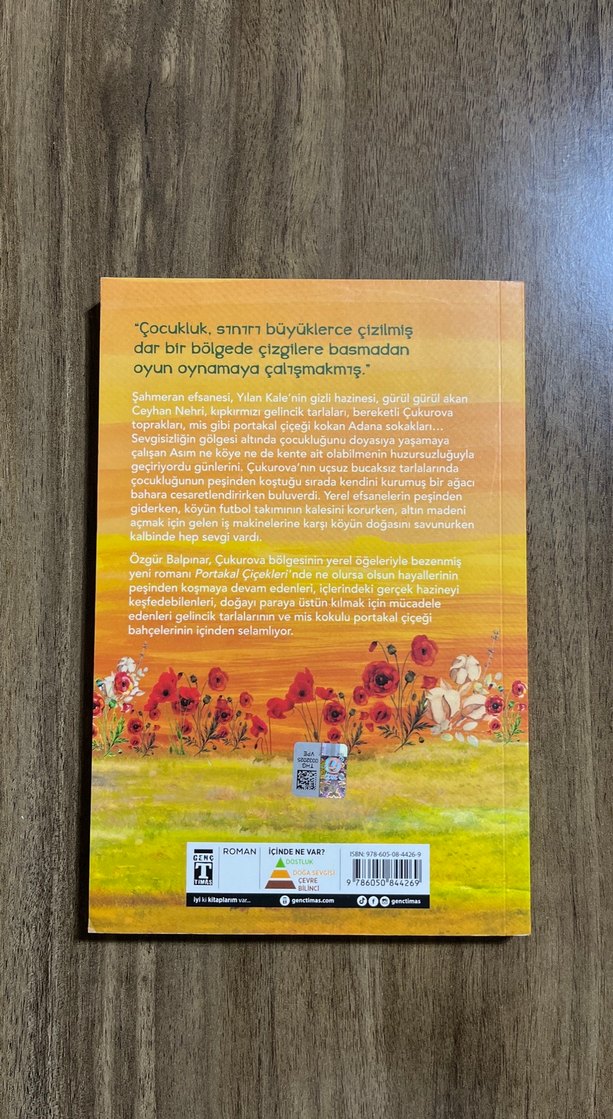 "Çocukluk, sınırı büyüklerce çizilmiş
dar bir bölgede çizgilere basmadan
oyun oynamaya çalışmakmış."
Şahmeran efsanesi, Yılan Kale'nin gizli hazinesi, gürül gürül akan
Ceyhan Nehri, kıpkırmızı gelincik tarlaları, bereketli Çukurova
toprakları, mis gibi portakal çiçeği kokan Adana sokakları...
Sevgisizliğin gölgesi altında çocukluğunu doyasıya yaşamaya
çalışan Asım ne köye ne de kente ait olabilmenin huzursuzluğuyla
geçiriyordu günlerini. Çukurova'nın uçsuz bucaksız tarlalarında
çocukluğunun peşinden koştuğu sırada kendini kurumuş bir ağacı
bahara cesaretlendirirken buluverdi. Yerel efsanelerin peşinden
giderken, köyün futbol takımının kalesini korurken, altın madeni
açmak için gelen iş makinelerine karşı köyün doğasını savunurken
kalbinde hep sevgi vardı.
Özgür Balpınar, Çukurova bölgesinin yerel öğeleriyle bezenmiş
yeni romanı Portakal Çiçekleri'nde ne olursa olsun hayallerinin
peşinden koşmaya devam edenleri, içlerindeki gerçek hazineyi
keşfedebilenleri, doğayı paraya üstün kılmak için mücadele
edenleri gelincik tarlalarının ve mis kokulu portakal çiçeği
bahçelerinin içinden selamlıyor.
THG
0032025
VPE
GENÇ
T
TİMAŞ
ROMAN
İÇİNDE NE VAR?
DOSTLUK
DOĞA SEVGİSİ
ÇEVRE
BİLİNCİ
ISBN: 978-605-08-4426-9
9 786050 844269
iyi ki kitaplarım var...
genctimas.com
genctimas